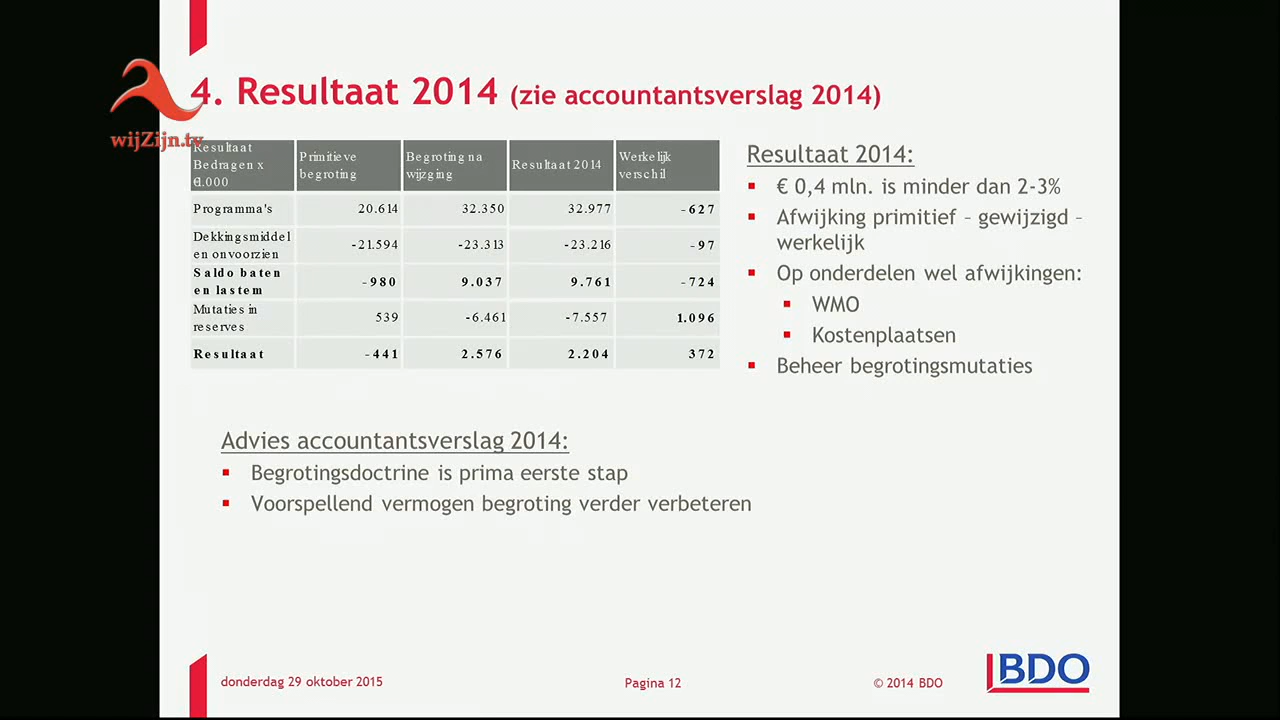 4. Resultaat 2014 (zie accountantsverslag 2014)
wijZijn.tv
Resultaat Bedragen x €1.000 | Primitieve begroting | Begroting na wijzging | Resultaat 2014 | Werkelijk verschil
Programma's 20.614 32.350 32.977 -627
Dekkingsmiddel en onvoorzien -21.594 -23.313 -23.216 -97
Saldo baten en lastem -980 9.037 9.761 -724
Mutaties in reserves 539 -6.461 -7.557 1.096
Resultaat -441 2.576 2.204 372
Resultaat 2014:
€ 0,4 mln. is minder dan 2-3%
Afwijking primitief – gewijzigd –
werkelijk
Op onderdelen wel afwijkingen:
WMO
Kostenplaatsen
Beheer begrotingsmutaties
Advies accountantsverslag 2014:
Begrotingsdoctrine is prima eerste stap
Voorspellend vermogen begroting verder verbeteren
donderdag 29 oktober 2015
Pagina 12
© 2014 BDO
BDO